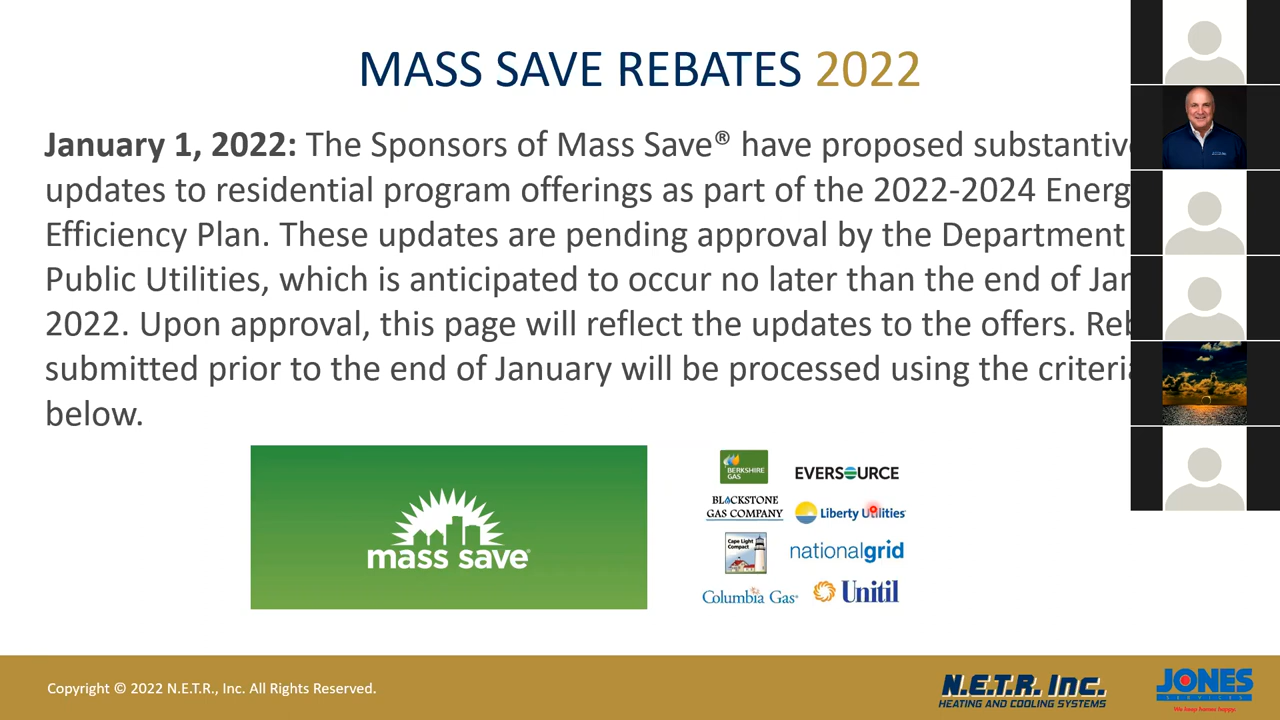 MASS SAVE REBATES 2022
January 1, 2022: The Sponsors of Mass Save® have proposed
updates to residential program offerings as part of the 2022-2024
Efficiency Plan. These updates are pending approval by the Department
Public Utilities, which is anticipated to occur no later than the end of
2022. Upon approval, this page will reflect the updates to the offers.
submitted prior to the end of January will be processed using the
below.
mass save®
BERKSHIRE GAS
EVERSOURCE
BLACKSTONE
GAS COMPANY
Liberty Utilities
Cape Light
Compact
nationalgrid
Columbia Gas
Unitil
Copyright © 2022 N.E.T.R., Inc. All Rights Reserved.
N.E.T.R. Inc.
HEATING AND COOLING SYSTEMS
JONES
SERVICES
We keep homes happy.